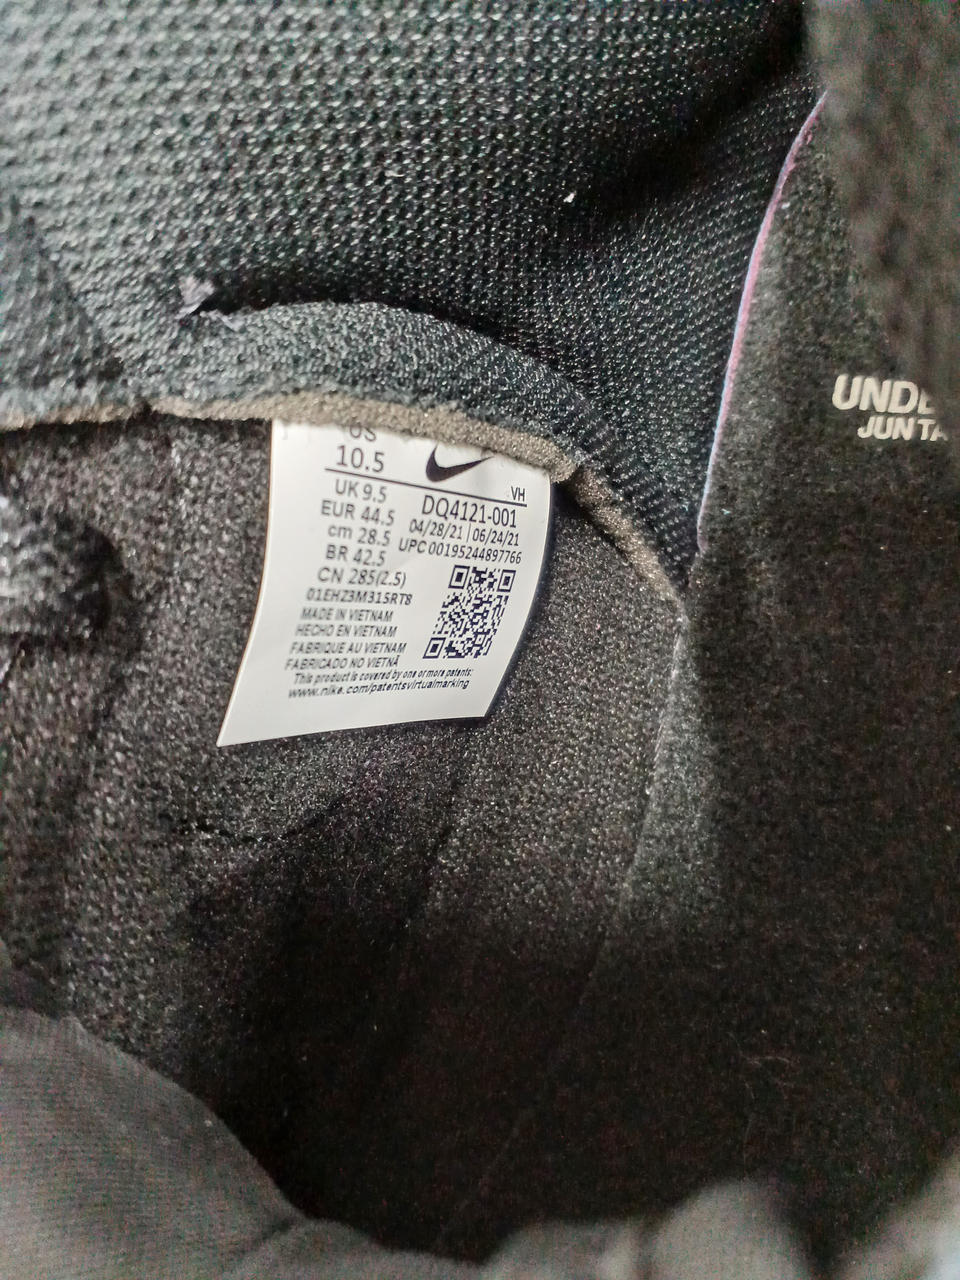 US
10.5
UK 9.5
EUR 44.5
cm 28.5
BR 42.5
CN 285(2.5)
01EHZ3M315RT8
VH
DQ4121-001
04/28/21 | 06/24/21
UPC 00195244897766
MADE IN VIETNAM
HECHO EN VIETNAM
FABRIQUE AU VIETNAM
FABRICADO NO VIETNÃ
This product is covered by one or more patents:
www.nike.com/patentsvirtualmarking
JUN TA